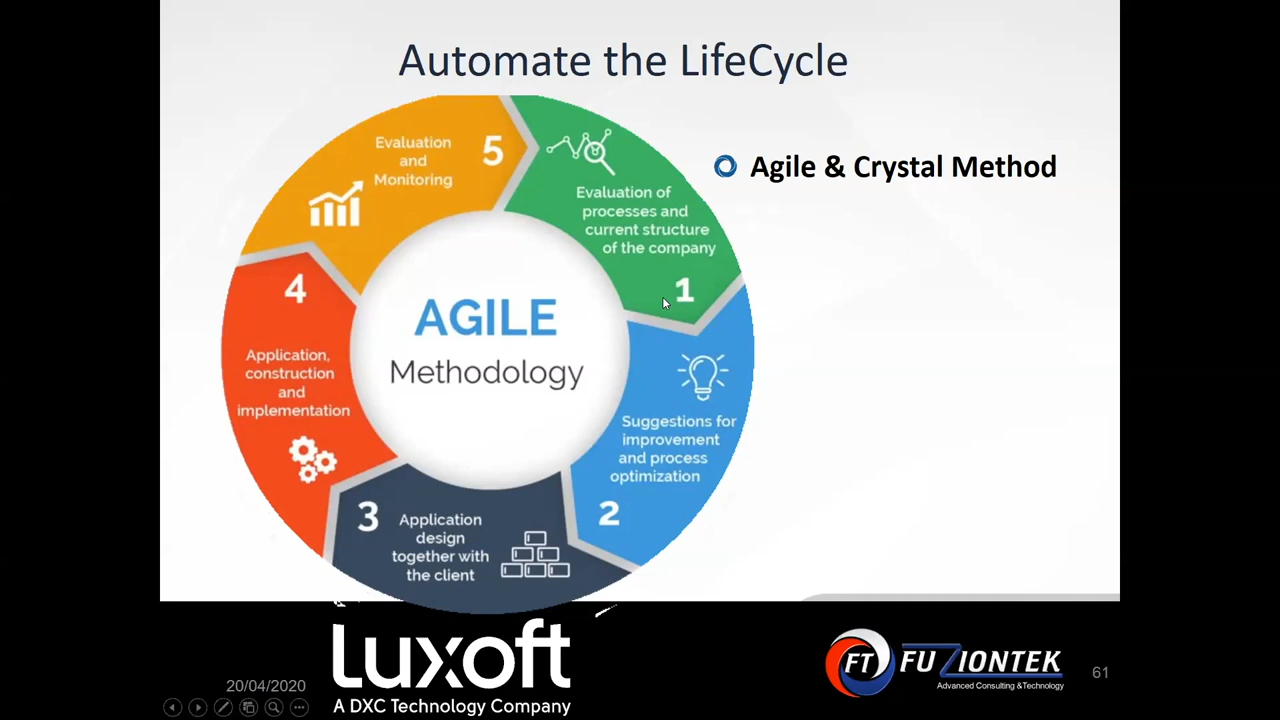 Automate the LifeCycle
Agile & Crystal Method
AGILE
Methodology
1
Evaluation of
processes and
current structure
of the company
2
Suggestions for
improvement
and process
optimization
3
Application
design
together with
the client
4
Application,
construction
and
implementation
5
Evaluation
and
Monitoring
20/04/2020
Luxoft
A DXC Technology Company
FT
FUZIONTEK
Advanced Consulting &Technology
61